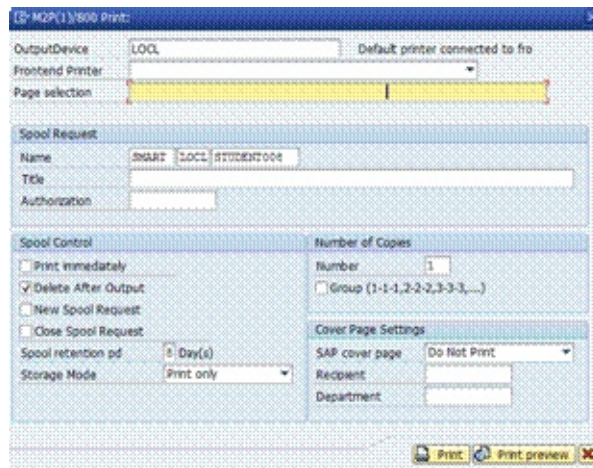 M2P(1)/800 Print:
OutputDevice LOCL Default printer connected to fro
Frontend Printer
Page selection
Spool Request
Name SMART LOCL STUDENT006
Title
Authorization
Spool Control
Print immediately
Delete After Output
New Spool Request
Close Spool Request
Spool retention pd 8 Day(s)
Storage Mode Print only
Number of Copies
Number 1
Group (1-1-1,2-2-2,3-3-3,...)
Cover Page Settings
SAP cover page Do Not Print
Recipient
Department
Print Print preview